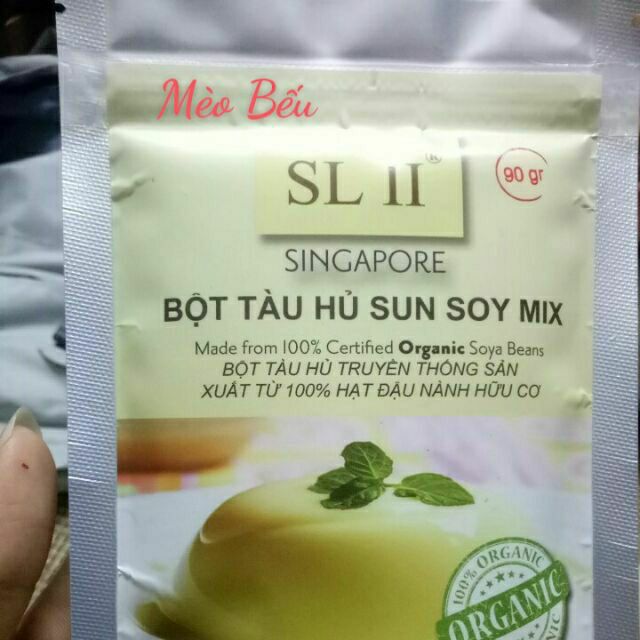 Mèo Bếu
SL II®
90 gr
SINGAPORE
BỘT TÀU HỦ SUN SOY MIX
Made from 100% Certified Organic Soya Beans
BỘT TÀU HỦ TRUYỀN THỐNG SẢN
XUẤT TỪ 100% HẠT ĐẬU NÀNH HỮU CƠ
100% ORGANIC
ORGANIC